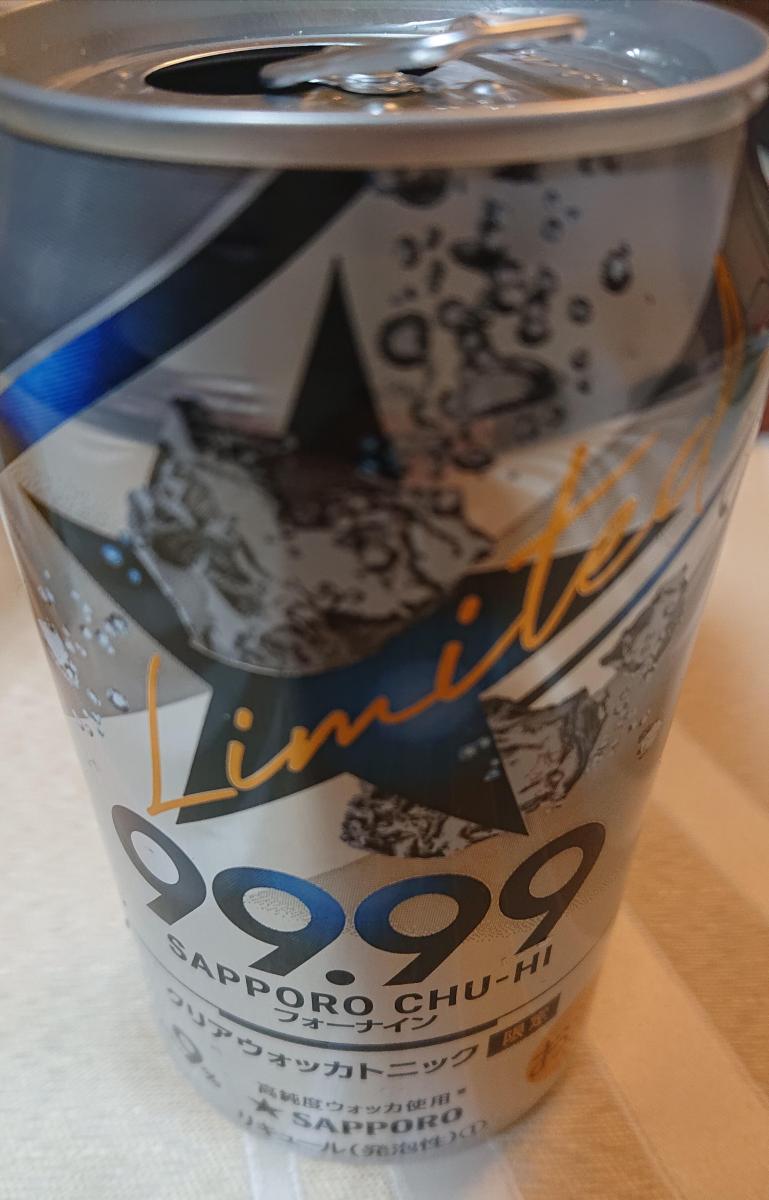 Limited
99.99
SAPPORO CHU-HI
フォーナイン
クリアウォッカトニック 限定
9% お
高純度ウォッカ使用※
★ SAPPORO
リキュール(発泡性)①